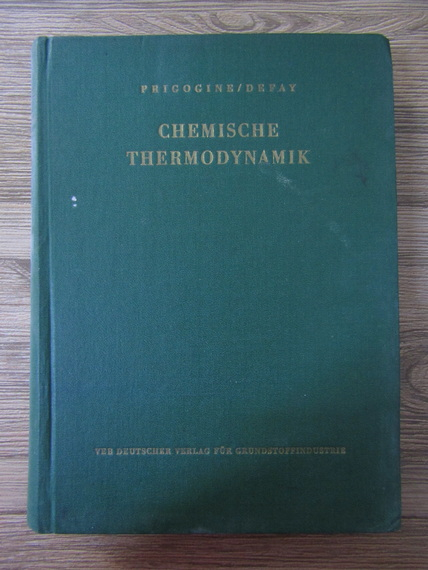 PRIGOGINE/DEFAY
CHEMISCHE
THERMODYNAMIK
VEB DEUTSCHER VERLAG FÜR GRUNDSTOFFINDUSTRIE